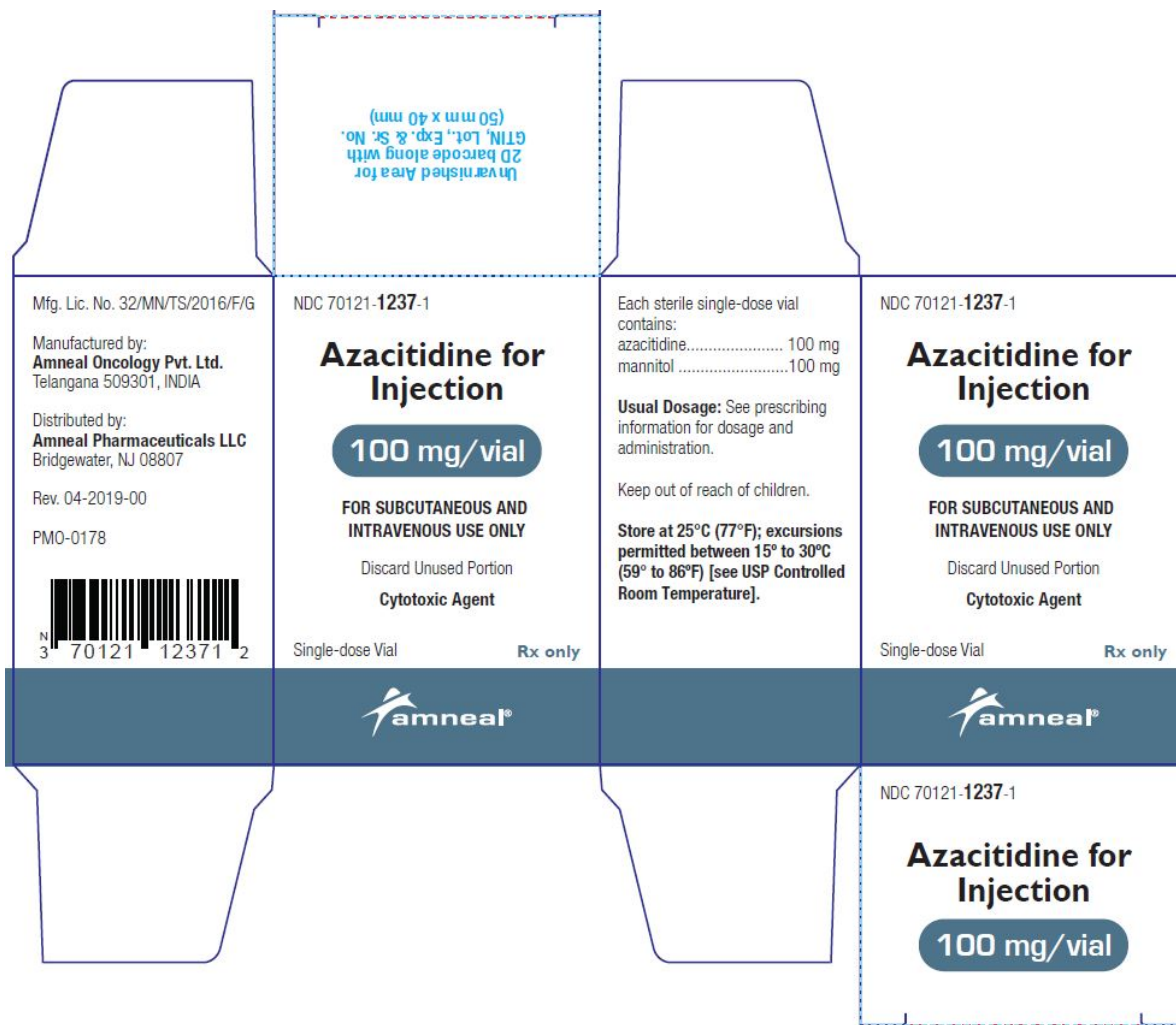 Unvarnished Area for
2D barcode along with
GTIN, Lot., Exp. & Sr. No.
(50 mm x 40 mm)
Mfg. Lic. No. 32/MN/TS/2016/F/G
Manufactured by:
Amneal Oncology Pvt. Ltd.
Telangana 509301, INDIA
Distributed by:
Amneal Pharmaceuticals LLC
Bridgewater, NJ 08807
Rev. 04-2019-00
PMO-0178
N
3 70121 12371 2
NDC 70121-1237-1
Azacitidine for
Injection
100 mg/vial
FOR SUBCUTANEOUS AND
INTRAVENOUS USE ONLY
Discard Unused Portion
Cytotoxic Agent
Single-dose Vial Rx only
amneal®
Each sterile single-dose vial
contains:
azacitidine...................... 100 mg
mannitol .........................100 mg
Usual Dosage: See prescribing
information for dosage and
administration.
Keep out of reach of children.
Store at 25°C (77°F); excursions
permitted between 15º to 30ºC
(59° to 86ºF) [see USP Controlled
Room Temperature].
NDC 70121-1237-1
Azacitidine for
Injection
100 mg/vial
FOR SUBCUTANEOUS AND
INTRAVENOUS USE ONLY
Discard Unused Portion
Cytotoxic Agent
Single-dose Vial Rx only
amneal®
NDC 70121-1237-1
Azacitidine for
Injection
100 mg/vial